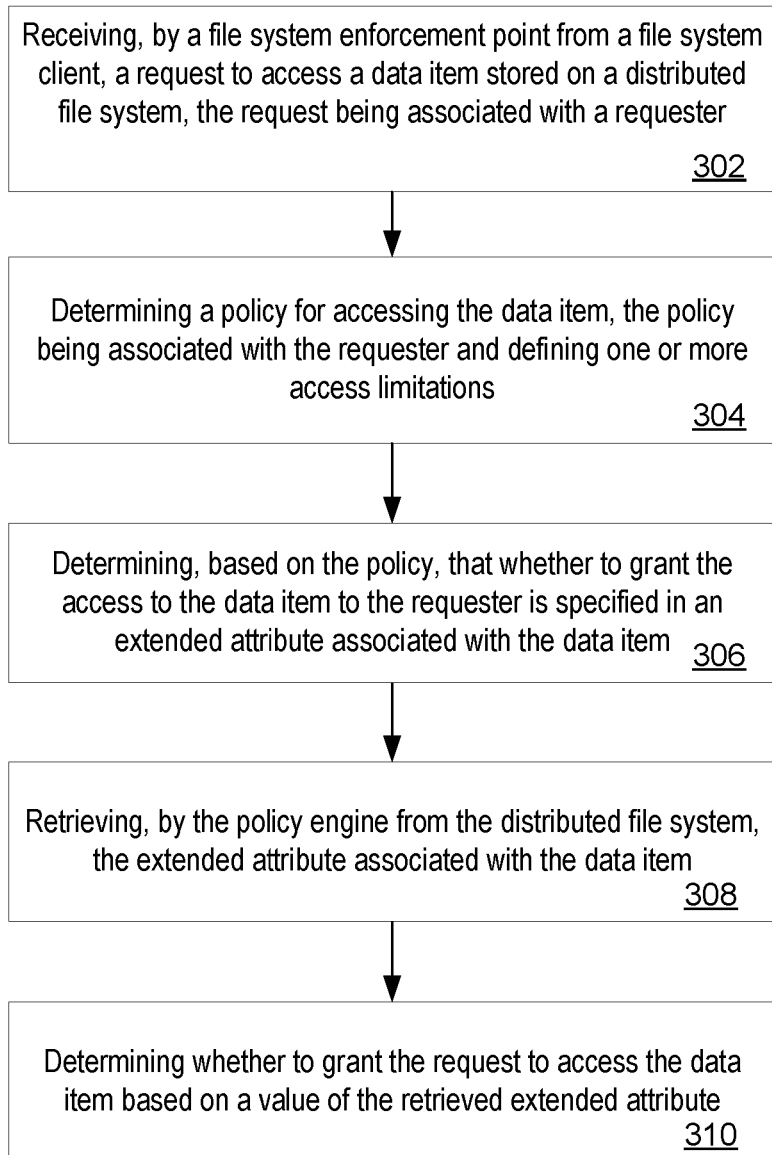 Receiving, by a file system enforcement point from a file system
client, a request to access a data item stored on a distributed
file system, the request being associated with a requester
302
Determining a policy for accessing the data item, the policy
being associated with the requester and defining one or more
access limitations
304
Determining, based on the policy, that whether to grant the
access to the data item to the requester is specified in an
extended attribute associated with the data item
306
Retrieving, by the policy engine from the distributed file system,
the extended attribute associated with the data item
308
Determining whether to grant the request to access the data
item based on a value of the retrieved extended attribute
310